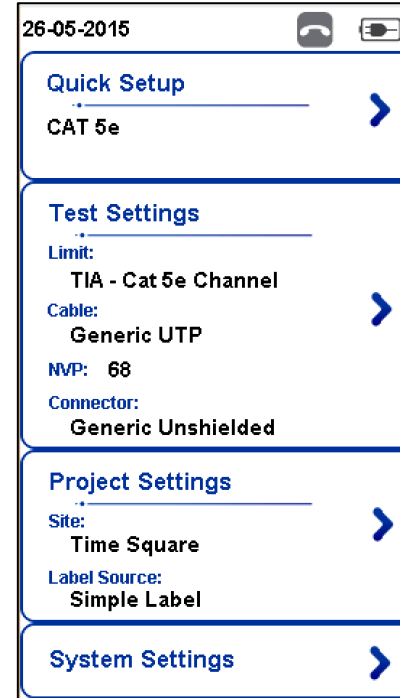 26-05-2015
Quick Setup
CAT 5e
Test Settings
Limit:
TIA - Cat 5e Channel
Cable:
Generic UTP
NVP: 68
Connector:
Generic Unshielded
Project Settings
Site:
Time Square
Label Source:
Simple Label
System Settings